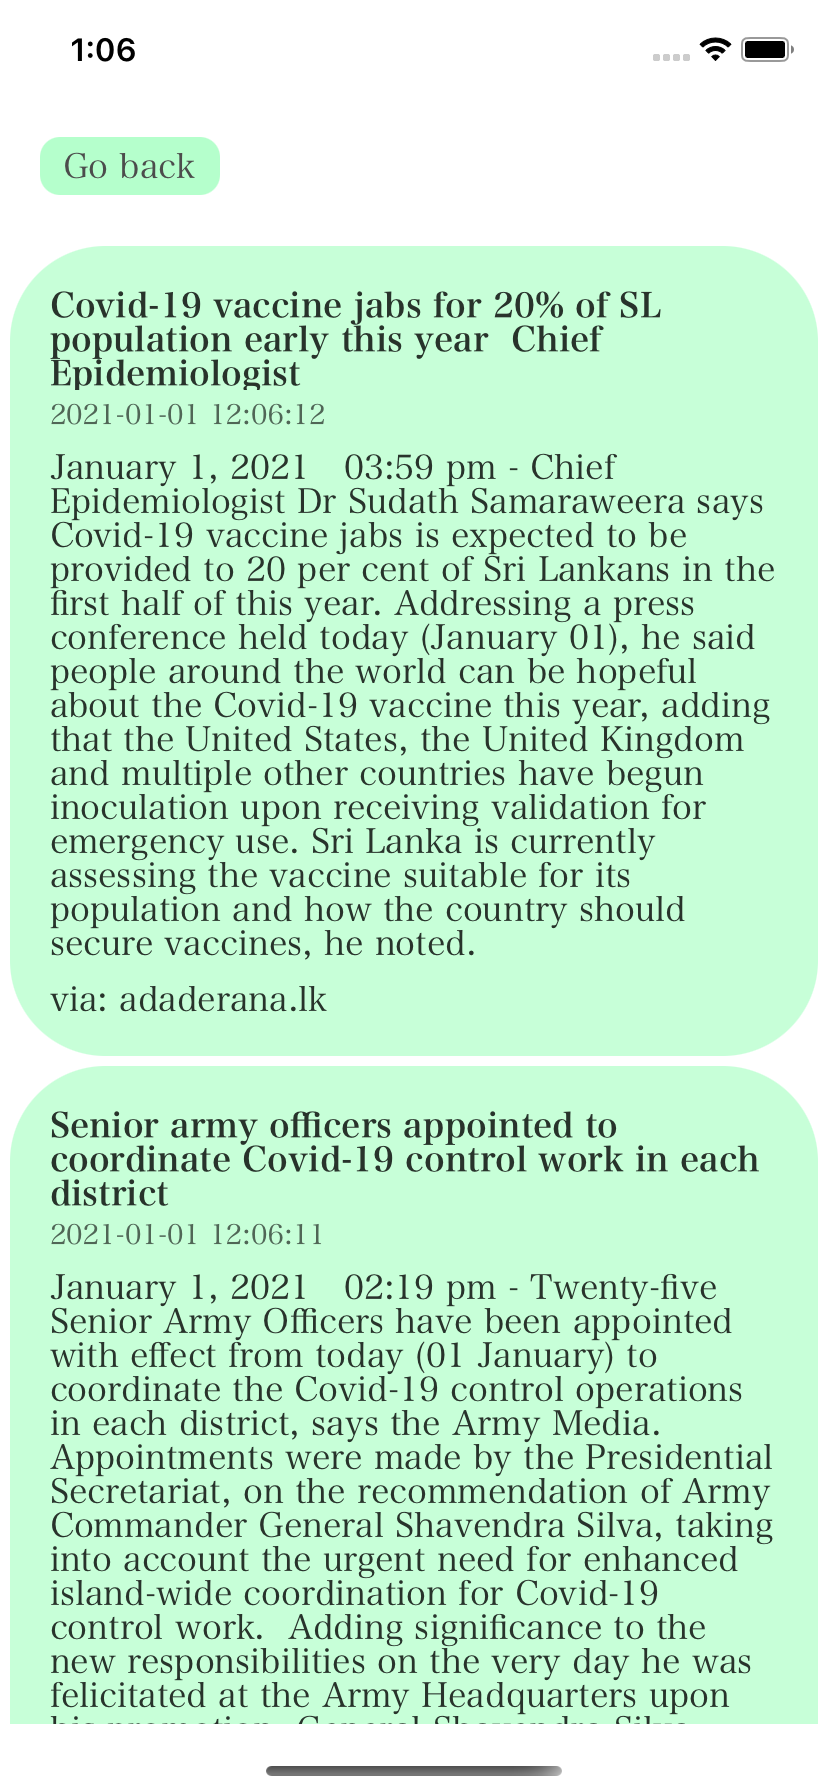 1:06
Go back
Covid-19 vaccine jabs for 20% of SL
population early this year  Chief
Epidemiologist
2021-01-01 12:06:12
January 1, 2021   03:59 pm - Chief
Epidemiologist Dr Sudath Samaraweera says
Covid-19 vaccine jabs is expected to be
provided to 20 per cent of Sri Lankans in the
first half of this year. Addressing a press
conference held today (January 01), he said
people around the world can be hopeful
about the Covid-19 vaccine this year, adding
that the United States, the United Kingdom
and multiple other countries have begun
inoculation upon receiving validation for
emergency use. Sri Lanka is currently
assessing the vaccine suitable for its
population and how the country should
secure vaccines, he noted.
via: adaderana.lk
Senior army officers appointed to
coordinate Covid-19 control work in each
district
2021-01-01 12:06:11
January 1, 2021   02:19 pm - Twenty-five
Senior Army Officers have been appointed
with effect from today (01 January) to
coordinate the Covid-19 control operations
in each district, says the Army Media.
Appointments were made by the Presidential
Secretariat, on the recommendation of Army
Commander General Shavendra Silva, taking
into account the urgent need for enhanced
island-wide coordination for Covid-19
control work.  Adding significance to the
new responsibilities on the very day he was
felicitated at the Army Headquarters upon